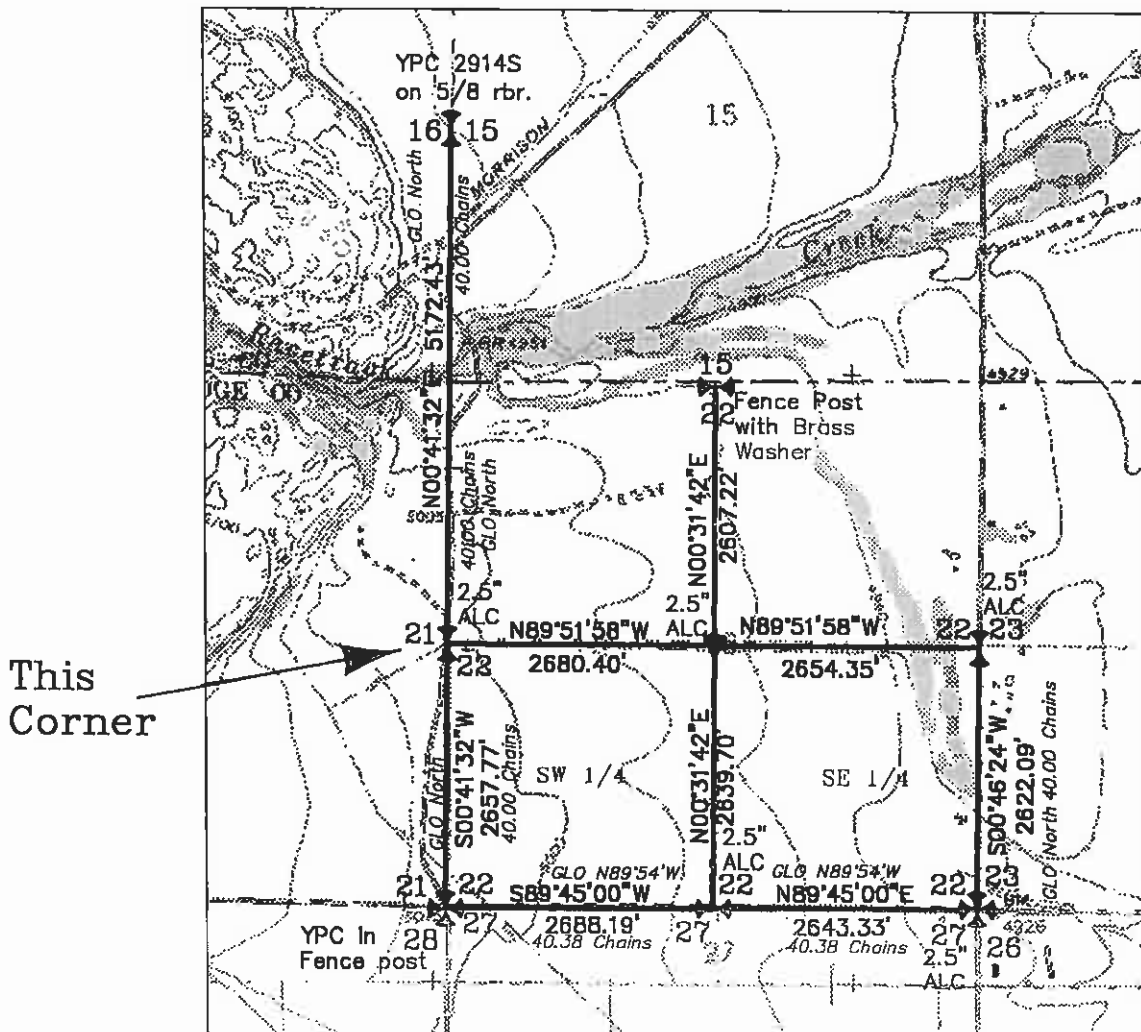 YPC 2914S
on 5/8 rbr.
16 15
15
MORRISON
GLO North
40.00 Chains
N00°41'32"E 5172.43'
Creek
Racetrack
15
22
Fence Post
with Brass
Washer
4929
40.00 Chains
GLO North
N00°31'42"E
2607.22'
2.5"
ALC
2.5"
ALC
2.5"
ALC
21
22
N89°51'58"W
2680.40'
N89°51'58"W
2654.35'
22 23
This
Corner
GLO North
S00°41'32"W
2657.77'
40.00 Chains
SW 1/4
N00°31'42"E
2639.70'
SE 1/4
S00°46'24"W
2622.09'
GLO North 40.00 Chains
2.5"
ALC
GLO N89°54'W
GLO N89°54'W
21 22
S89°45'00"W
22
N89°45'00"E
22 23
28 27
2688.19'
40.38 Chains
27
2643.33'
40.38 Chains
27 26
2.5"
ALC
YPC In
Fence post